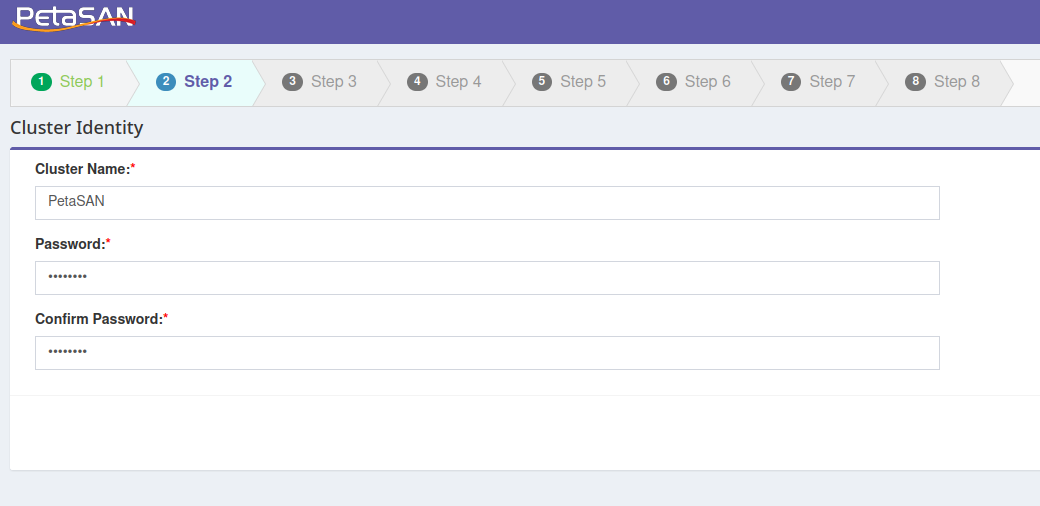 PetaSAN
1 Step 1 2 Step 2 3 Step 3 4 Step 4 5 Step 5 6 Step 6 7 Step 7 8 Step 8
Cluster Identity
Cluster Name:*
PetaSAN
Password:*
••••••••
Confirm Password:*
••••••••